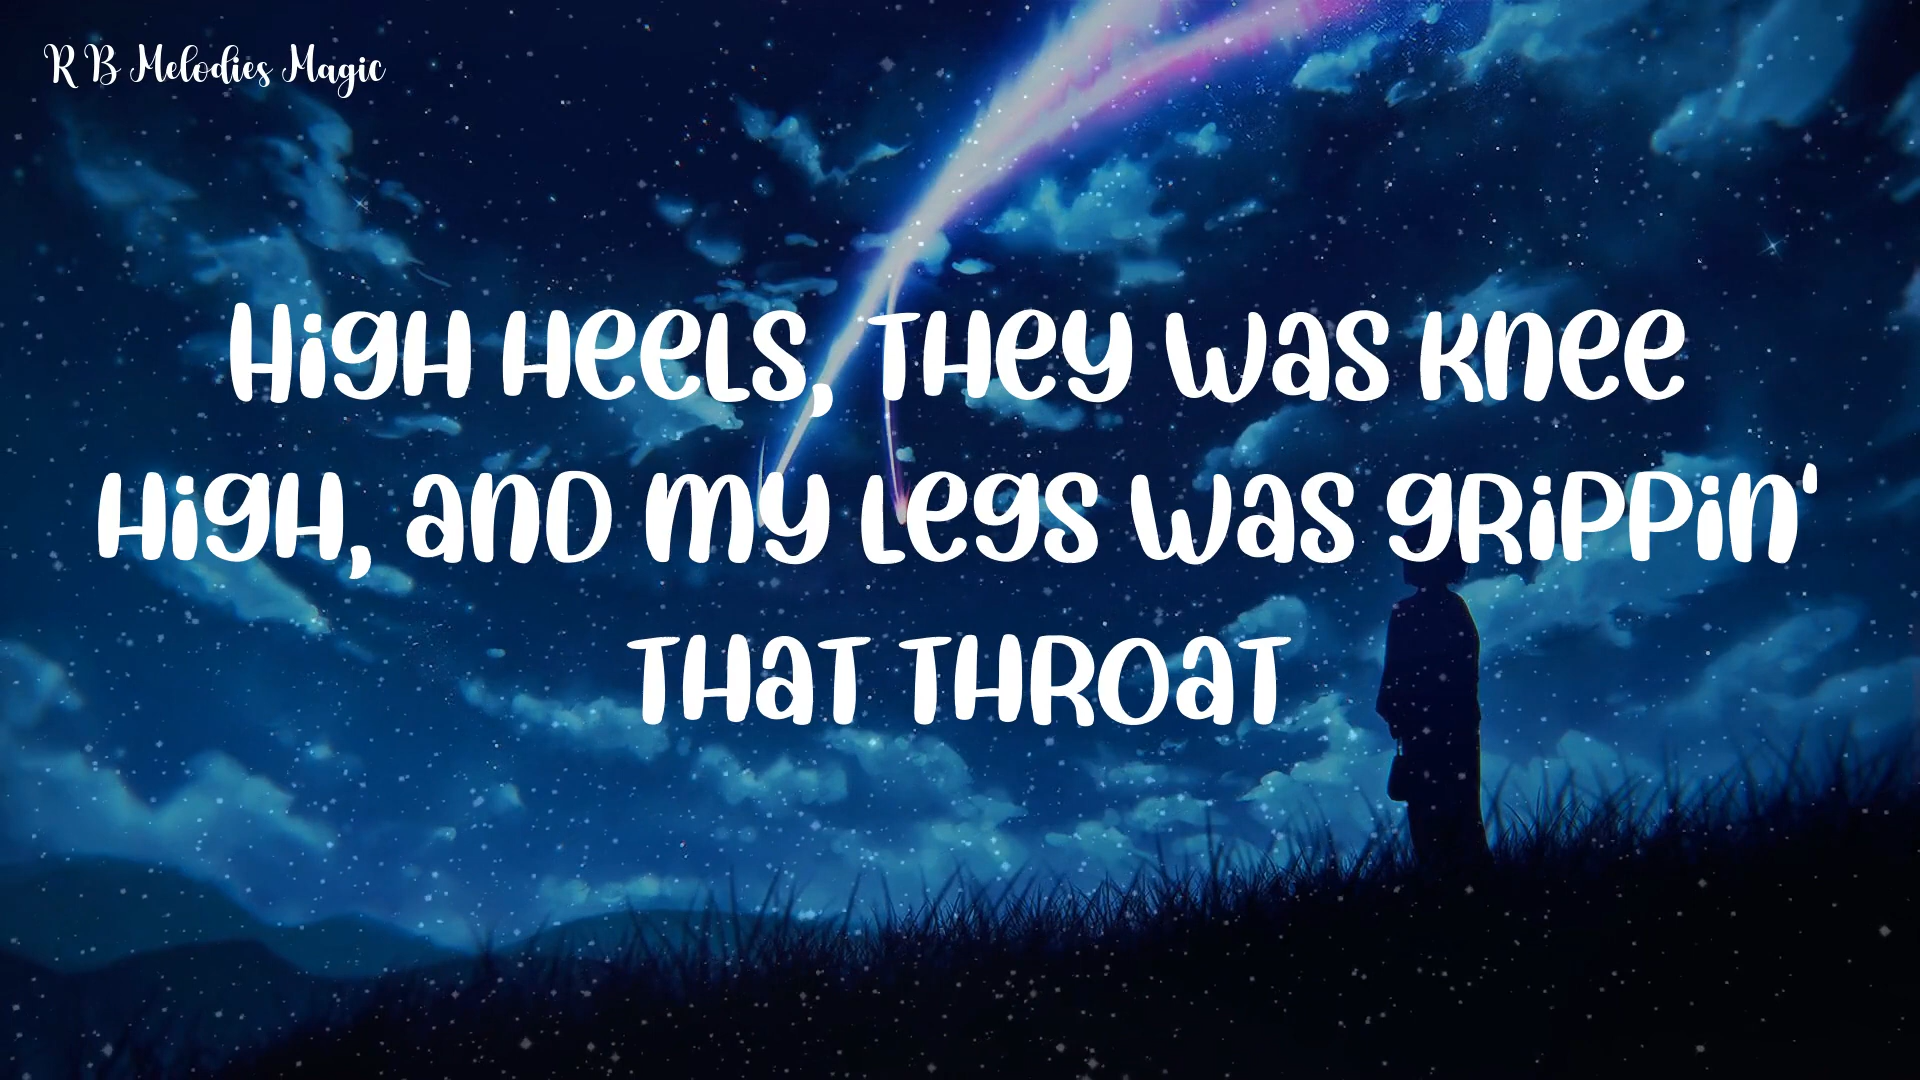 R B Melodies Magic
High heels, they was knee
high, and my legs was grippin'
that throat